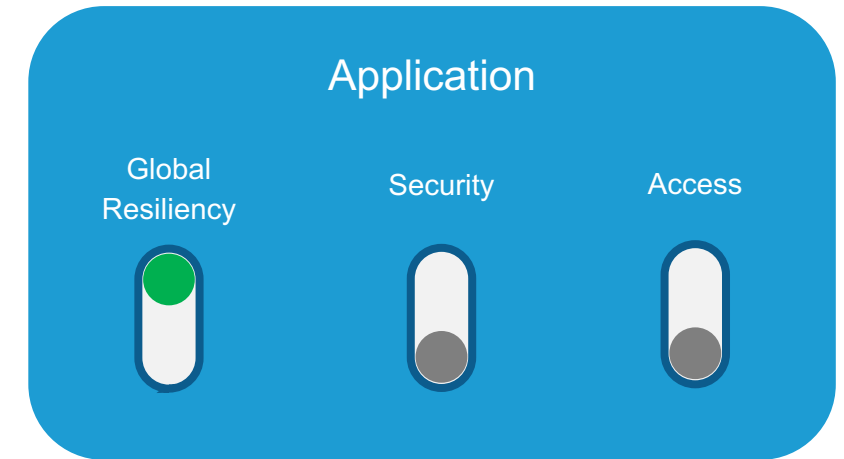 Application
Global
Resiliency
Security
Access